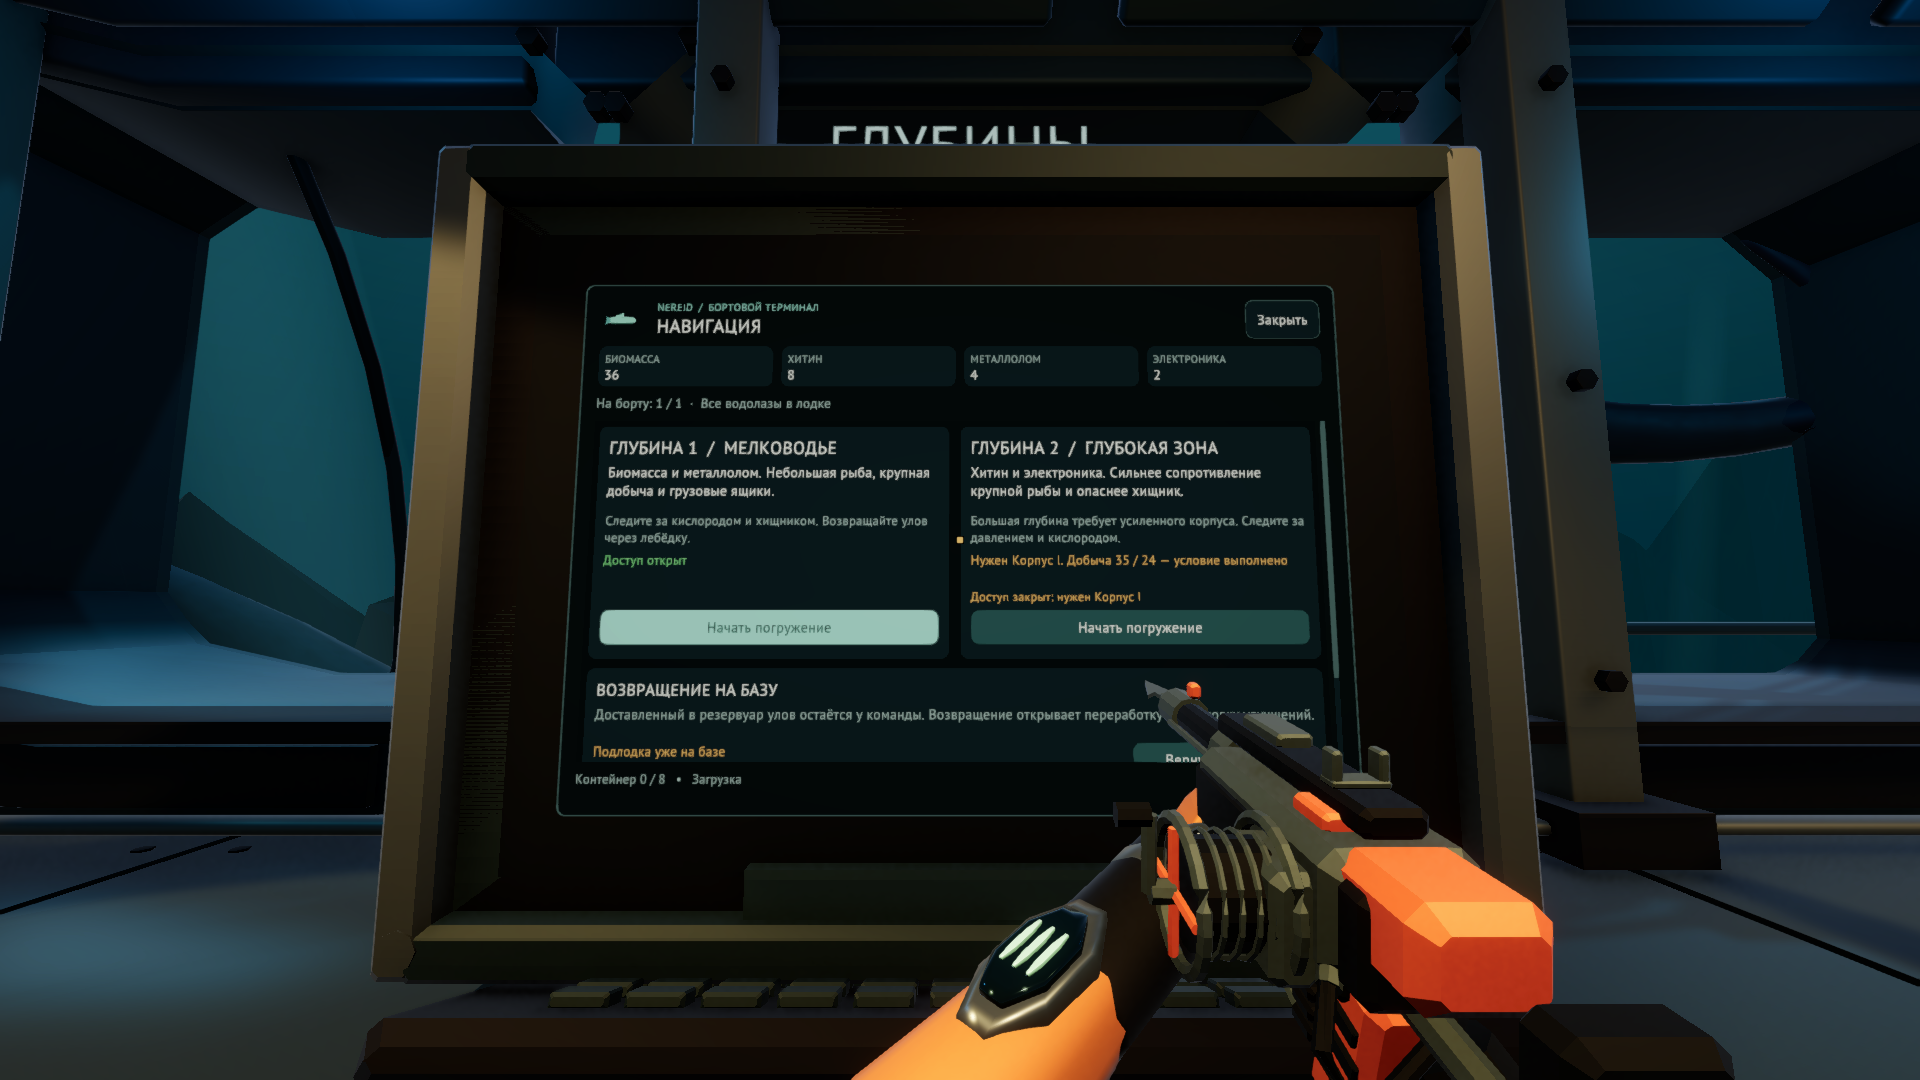 ГЛУБИНЫ
NEREID / БОРТОВОЙ ТЕРМИНАЛ
НАВИГАЦИЯ
Закрыть
БИОМАССА
36
ХИТИН
8
МЕТАЛЛОЛОМ
4
ЭЛЕКТРОНИКА
2
На борту: 1 / 1 · Все водолазы в лодке
ГЛУБИНА 1 / МЕЛКОВОДЬЕ
Биомасса и металлолом. Небольшая рыба, крупная
добыча и грузовые ящики.
Следите за кислородом и хищником. Возвращайте улов
через лебёдку.
Доступ открыт
Начать погружение
ГЛУБИНА 2 / ГЛУБОКАЯ ЗОНА
Хитин и электроника. Сильнее сопротивление
крупной рыбы и опаснее хищник.
Большая глубина требует усиленного корпуса. Следите за
давлением и кислородом.
Нужен Корпус I. Добыча 35 / 24 — условие выполнено
Доступ закрыт: нужен Корпус I
Начать погружение
ВОЗВРАЩЕНИЕ НА БАЗУ
Доставленный в резервуар улов остаётся у команды. Возвращение открывает переработку
Подлодка уже на базе
Контейнер 0 / 8 • Загрузка